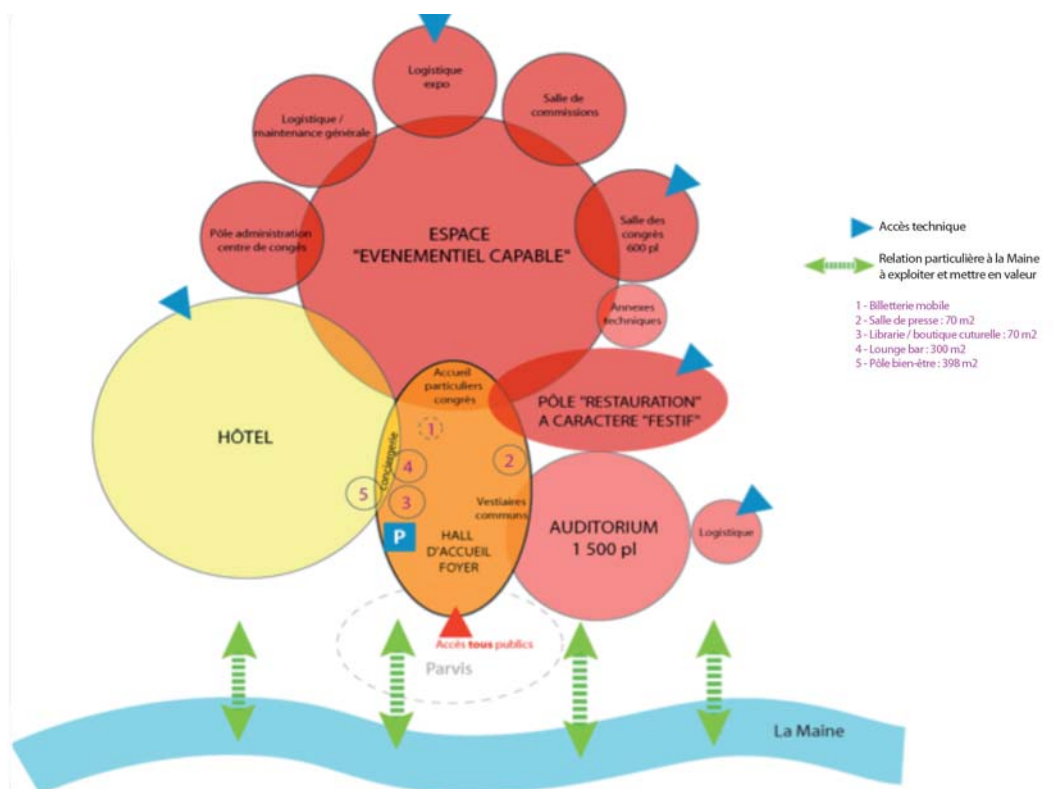 Logistique
expo
Salle de
commissions
Logistique /
maintenance générale
Pôle administration
centre de congés
ESPACE
"EVENEMENTIEL CAPABLE"
Salle des
congrès
600 pl
Annexes
techniques
Accès technique
Relation particulière à la Maine
à exploiter et mettre en valeur
1 - Billetterie mobile
2 - Salle de presse : 70 m2
3 - Librarie / boutique cuturelle : 70 m2
4 - Lounge bar : 300 m2
5 - Pôle bien-être : 398 m2
Accueil
particuliers
congrès
PÔLE "RESTAURATION"
A CARACTERE "FESTIF"
HÔTEL
Conciergerie
1
2
4
5
3
Vestiaires
communs
P
HALL
D'ACCUEIL
FOYER
AUDITORIUM
1 500 pl
Logistique
Accès tous publics
Parvis
La Maine